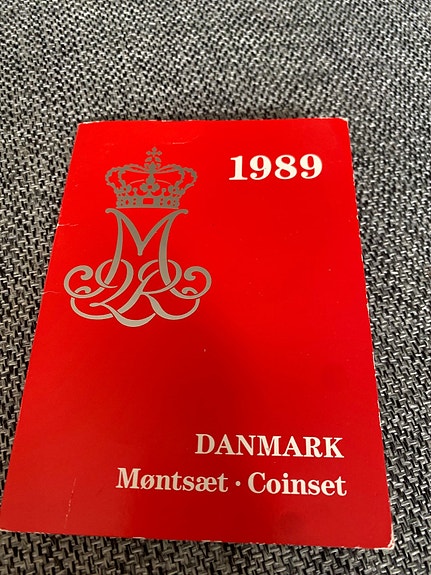 1989
DANMARK
Møntsæt · Coinset